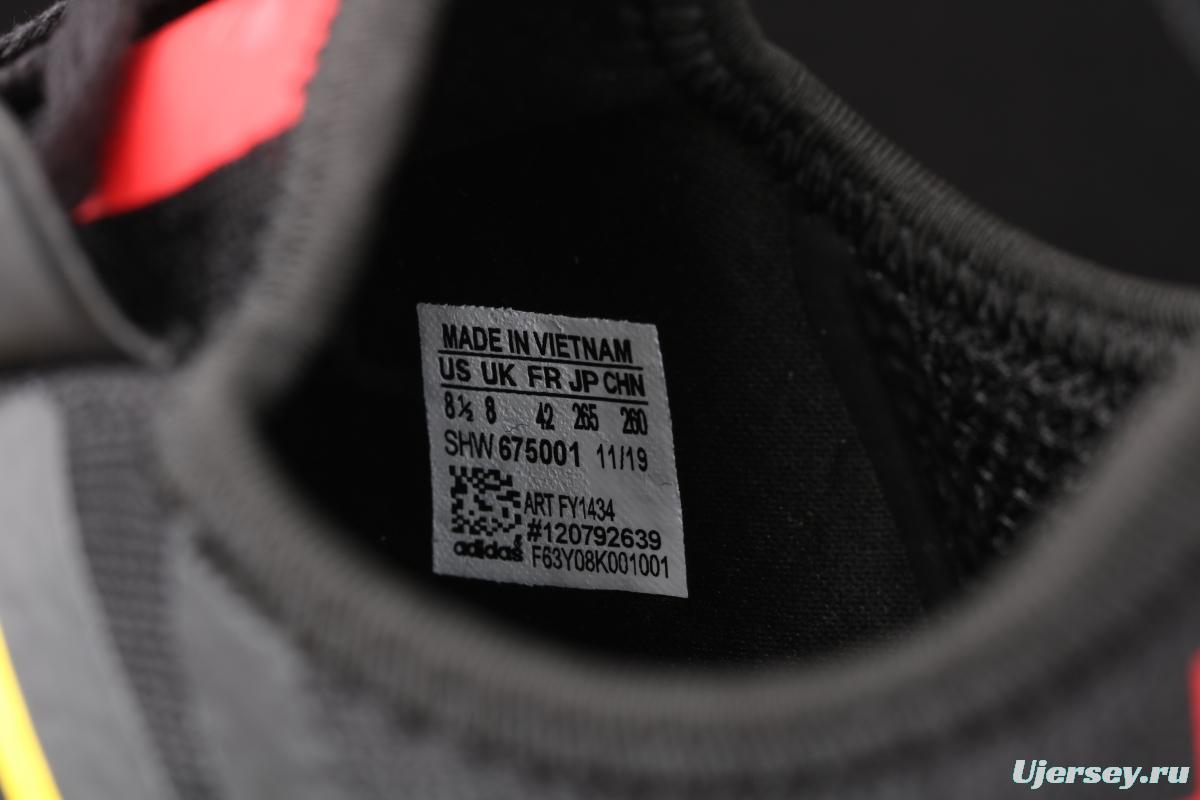 MADE IN VIETNAM
US UK FR JP CHN
8½ 8 42 265 260
SHW 675001 11/19
ART FY1434
#120792639
adidas F63Y08K001001
Ujersey.ru